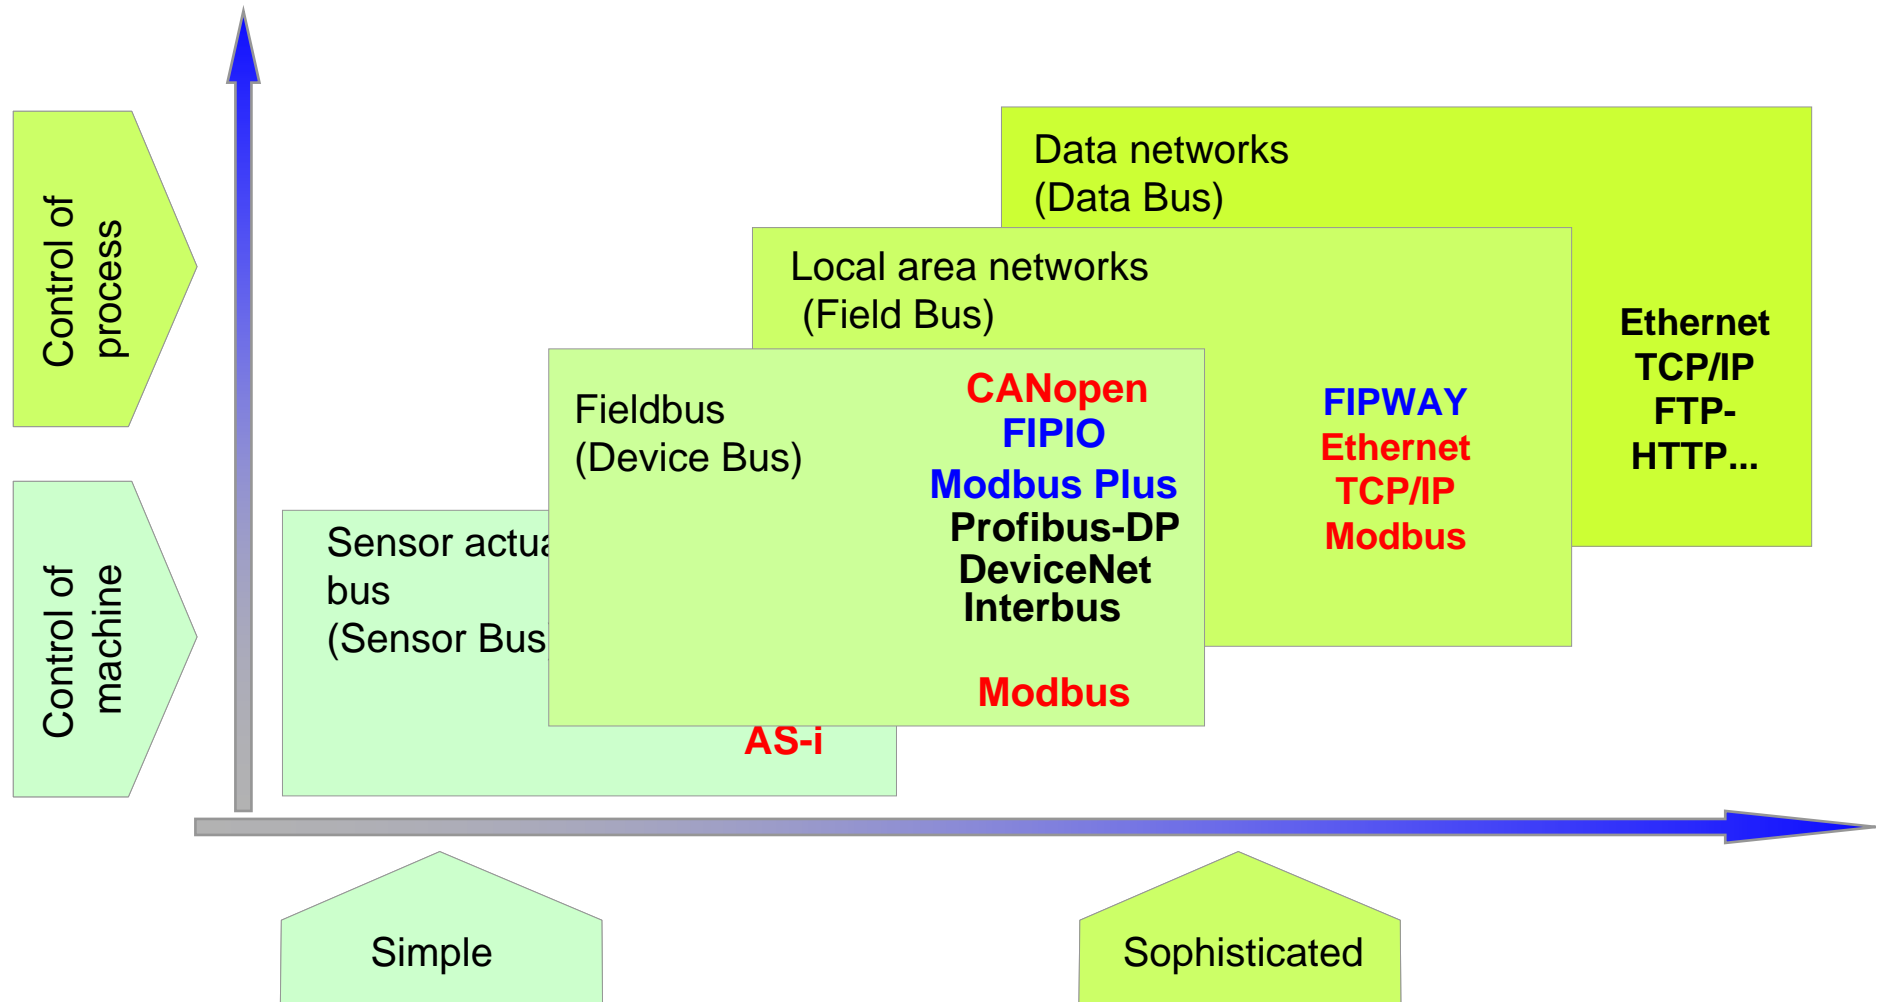 Control of
process
Control of
machine
Data networks
(Data Bus)
Local area networks
(Field Bus)
Fieldbus
(Device Bus)
CANopen
FIPIO
Modbus Plus
Profibus-DP
DeviceNet
Interbus
Modbus
FIPWAY
Ethernet
TCP/IP
Modbus
Ethernet
TCP/IP
FTP-
HTTP...
Sensor
bus
(Sensor Bus
AS-i
Simple
Sophisticated